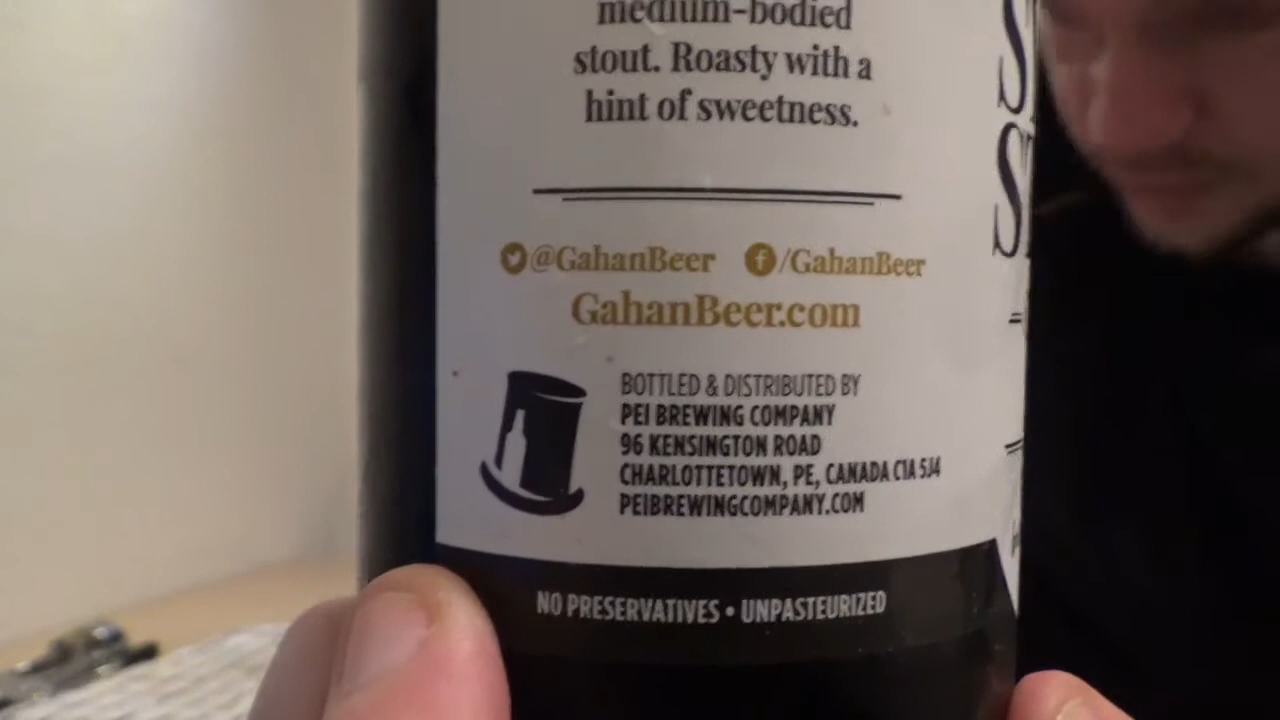 medium-bodied
stout. Roasty with a
hint of sweetness.
@GahanBeer /GahanBeer
GahanBeer.com
BOTTLED & DISTRIBUTED BY
PEI BREWING COMPANY
96 KENSINGTON ROAD
CHARLOTTETOWN, PE, CANADA C1A 5J4
PEIBREWINGCOMPANY.COM
NO PRESERVATIVES • UNPASTEURIZED